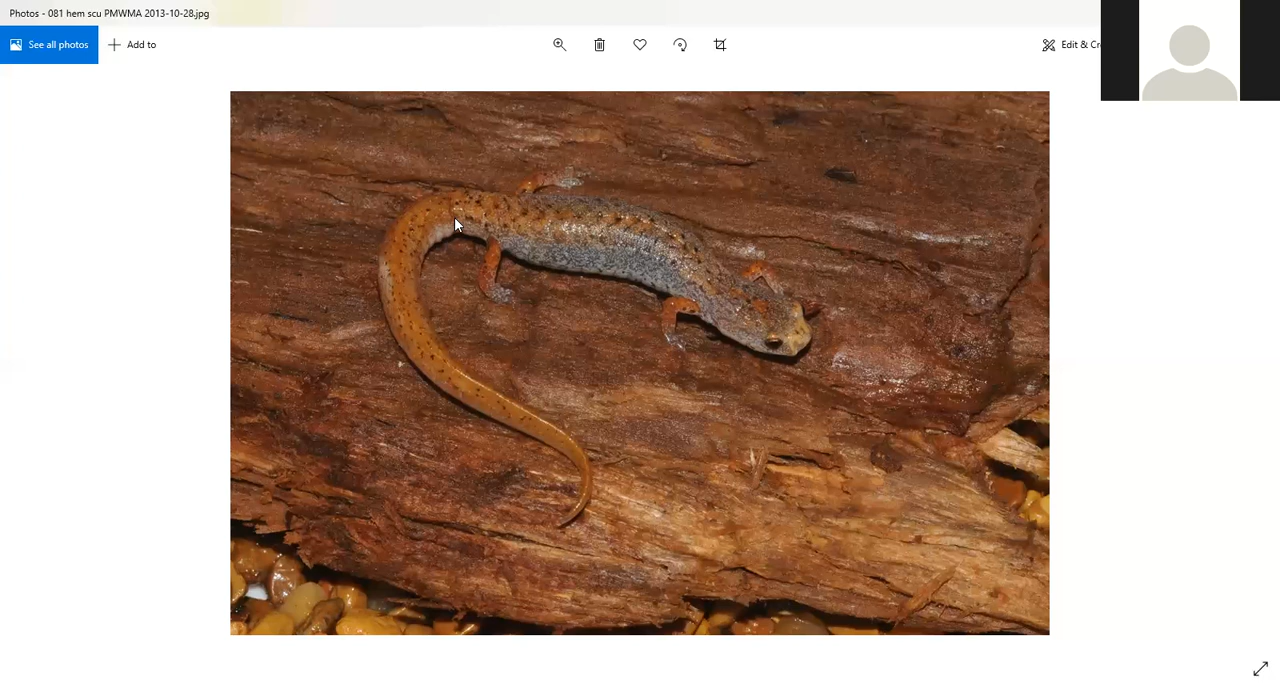 Photos - 081 hem scu PMWMA 2013-10-28.jpg
See all photos
Add to
Edit & Cr